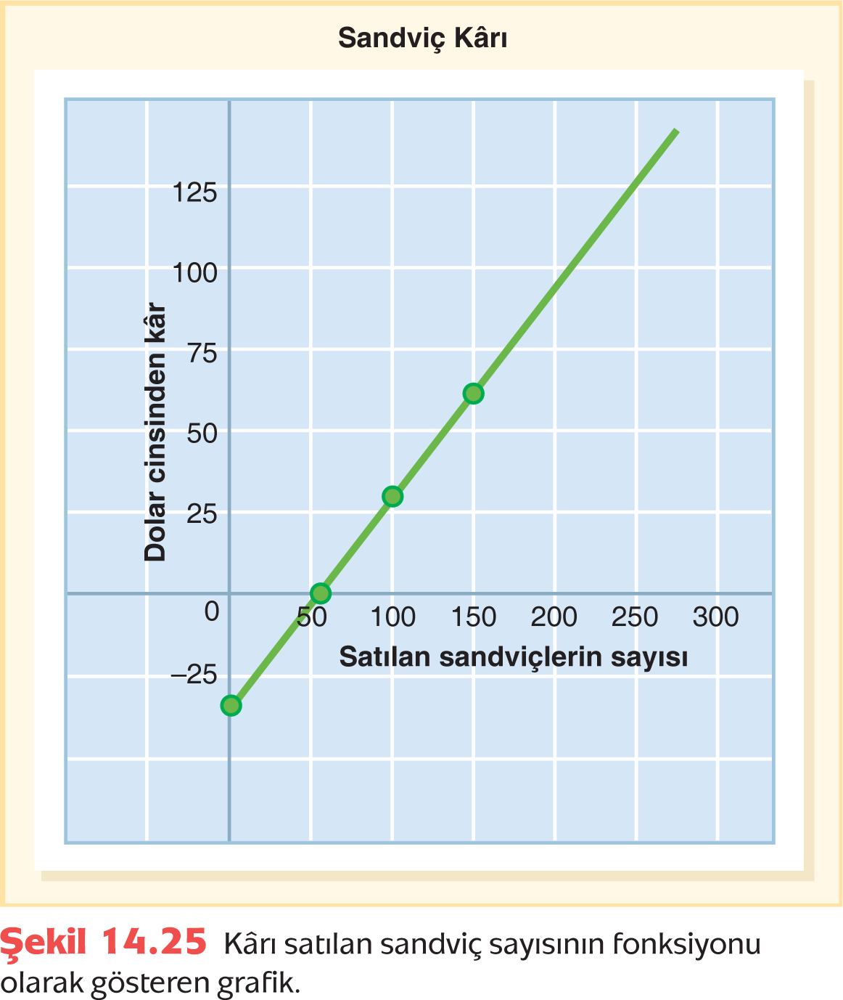 Sandviç Kârı
125
100
75
50
25
0
–25
Dolar cinsinden kâr
50 100 150 200 250 300
Satılan sandviçlerin sayısı
Şekil 14.25 Kârı satılan sandviç sayısının fonksiyonu
olarak gösteren grafik.